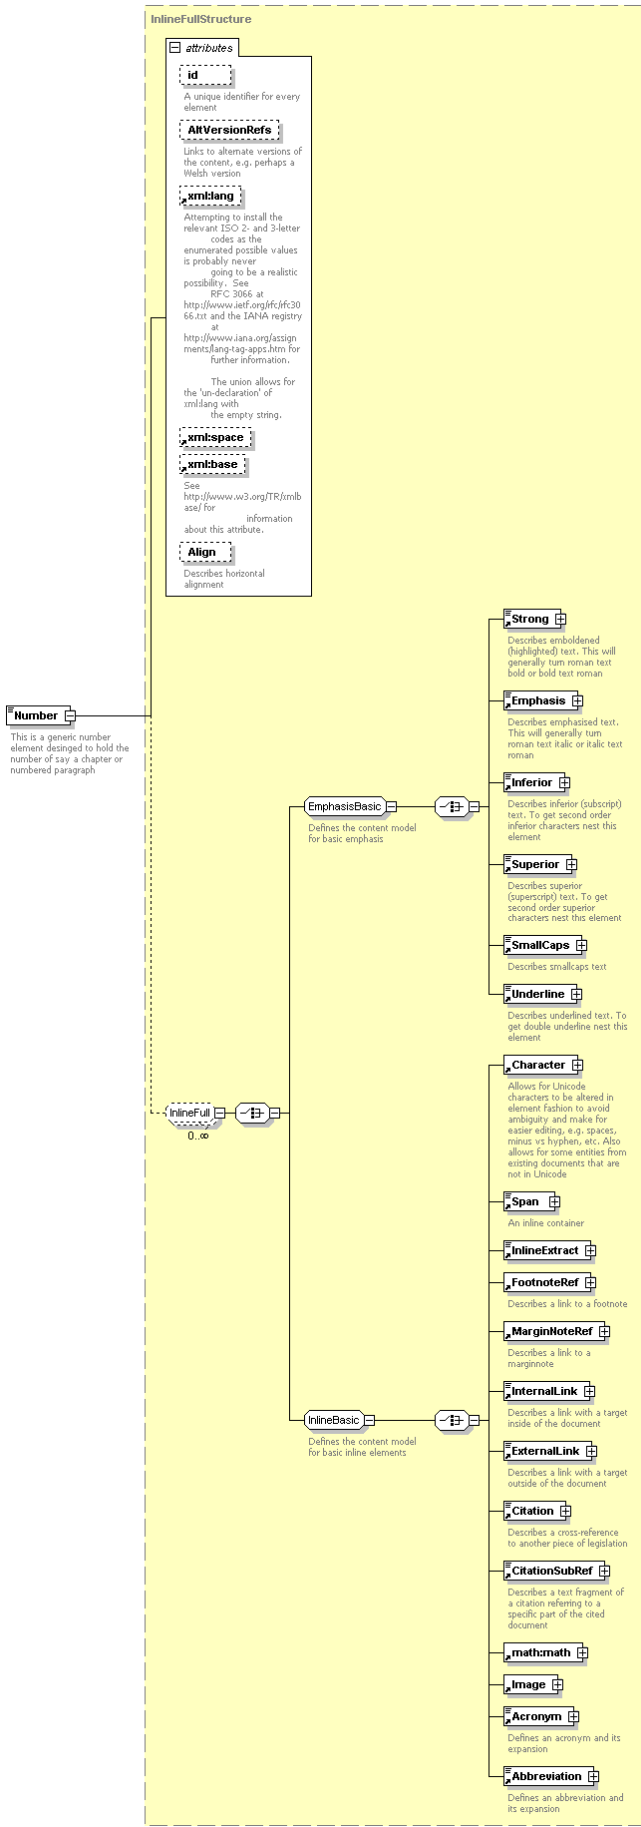 InlineFullStructure
attributes
id
A unique identifier for every
element
AltVersionRefs
Links to alternate versions of
the content, e.g. perhaps a
Welsh version
xml:lang
Attempting to install the
relevant ISO 2- and 3-letter
codes as the
enumerated possible values
is probably never
going to be a realistic
possibility. See
RFC 3066 at
http://www.ietf.org/rfc/rfc30
66.txt and the IANA registry
at
http://www.iana.org/assign
ments/lang-tag-apps.htm for
further information.
The union allows for
the 'un-declaration' of
xml:lang with
the empty string.
xml:space
xml:base
See
http://www.w3.org/TR/xmlb
ase/ for
information
about this attribute.
Align
Describes horizontal
alignment
Number
This is a generic number
element desinged to hold the
number of say a chapter or
numbered paragraph
InlineFull
0..∞
EmphasisBasic
Defines the content model
for basic emphasis
Strong
Describes emboldened
(highlighted) text. This will
generally turn roman text
bold or bold text roman
Emphasis
Describes emphasised text.
This will generally turn
roman text italic or italic text
roman
Inferior
Describes inferior (subscript)
text. To get second order
inferior characters nest this
element
Superior
Describes superior
(superscript) text. To get
second order superior
characters nest this element
SmallCaps
Describes smallcaps text
Underline
Describes underlined text. To
get double underline nest this
element
InlineBasic
Defines the content model
for basic inline elements
Character
Allows for Unicode
characters to be altered in
element fashion to avoid
ambiguity and make for
easier editing, e.g. spaces,
minus vs hyphen, etc. Also
allows for some entities from
existing documents that are
not in Unicode
Span
An inline container
InlineExtract
FootnoteRef
Describes a link to a footnote
MarginNoteRef
Describes a link to a
marginnote
InternalLink
Describes a link with a target
inside of the document
ExternalLink
Describes a link with a target
outside of the document
Citation
Describes a cross-reference
to another piece of legislation
CitationSubRef
Describes a text fragment of
a citation referring to a
specific part of the cited
document
math:math
Image
Acronym
Defines an acronym and its
expansion
Abbreviation
Defines an abbreviation and
its expansion